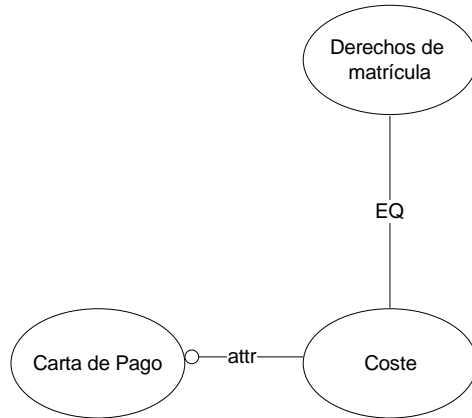 Derechos de
matrícula
EQ
Carta de Pago
attr
Coste